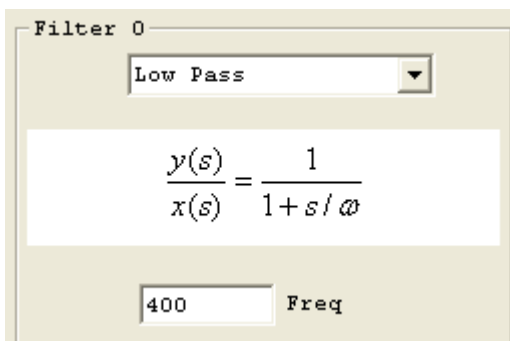 Filter 0
Low Pass
y(s)/x(s) = 1/(1+s/ω)
400 Freq